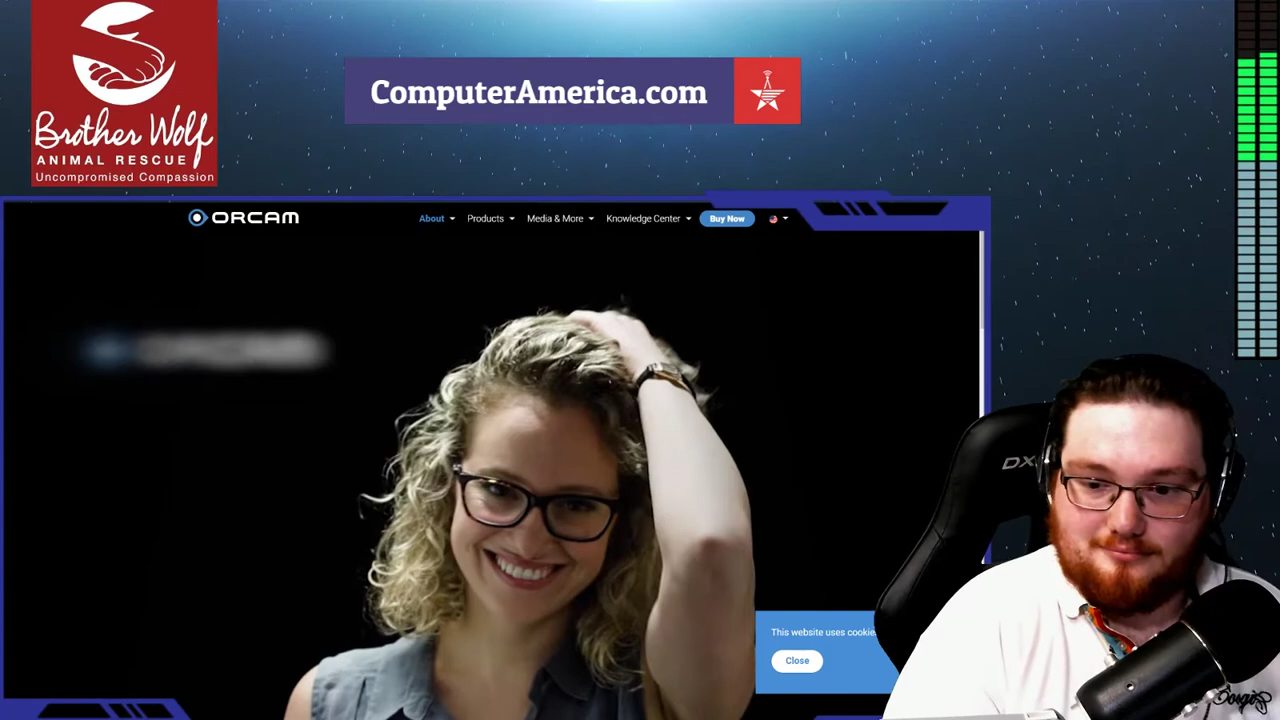 Brother Wolf
ANIMAL RESCUE
Uncompromised Compassion
ComputerAmerica.com
ORCAM
About
Products
Media & More
Knowledge Center
Buy Now
This website uses cookie
Close
DX